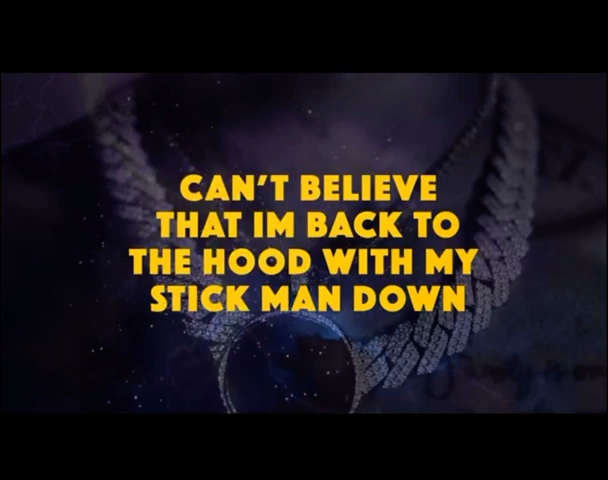 CAN'T BELIEVE
THAT IM BACK TO
THE HOOD WITH MY
STICK MAN DOWN